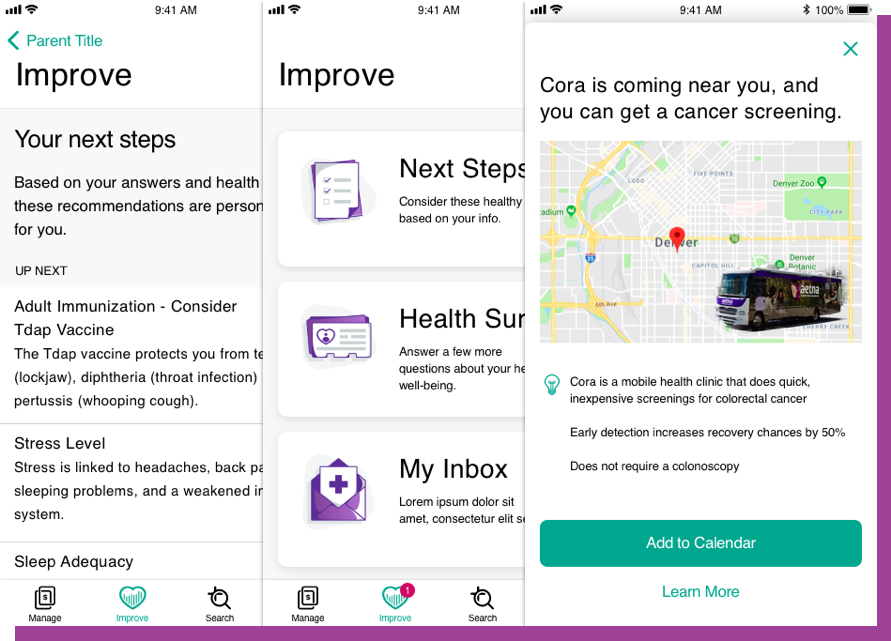 9:41 AM
Parent Title
Improve
Your next steps
Based on your answers and health
these recommendations are person
for you.
UP NEXT
Adult Immunization - Consider
Tdap Vaccine
The Tdap vaccine protects you from te
(lockjaw), diphtheria (throat infection)
pertussis (whooping cough).
Stress Level
Stress is linked to headaches, back pa
sleeping problems, and a weakened in
system.
Sleep Adequacy
$
Manage
Improve
Search
9:41 AM
Improve
Next Steps
Consider these healthy
based on your info.
Health Sur
Answer a few more
questions about your he
well-being.
My Inbox
Lorem ipsum dolor sit
amet, consectetur elit se
$
Manage
1
Improve
Search
9:41 AM
100%
Cora is coming near you, and
you can get a cancer screening.
LODO
FIVE POINTS
Denver Zoo
CITY PARK
adium
Denver
25
CAPITOL HILL
Denver
Botanic
aetna
6th Ave
CHERRY CREEK
Cora is a mobile health clinic that does quick,
inexpensive screenings for colorectal cancer
Early detection increases recovery chances by 50%
Does not require a colonoscopy
Add to Calendar
Learn More